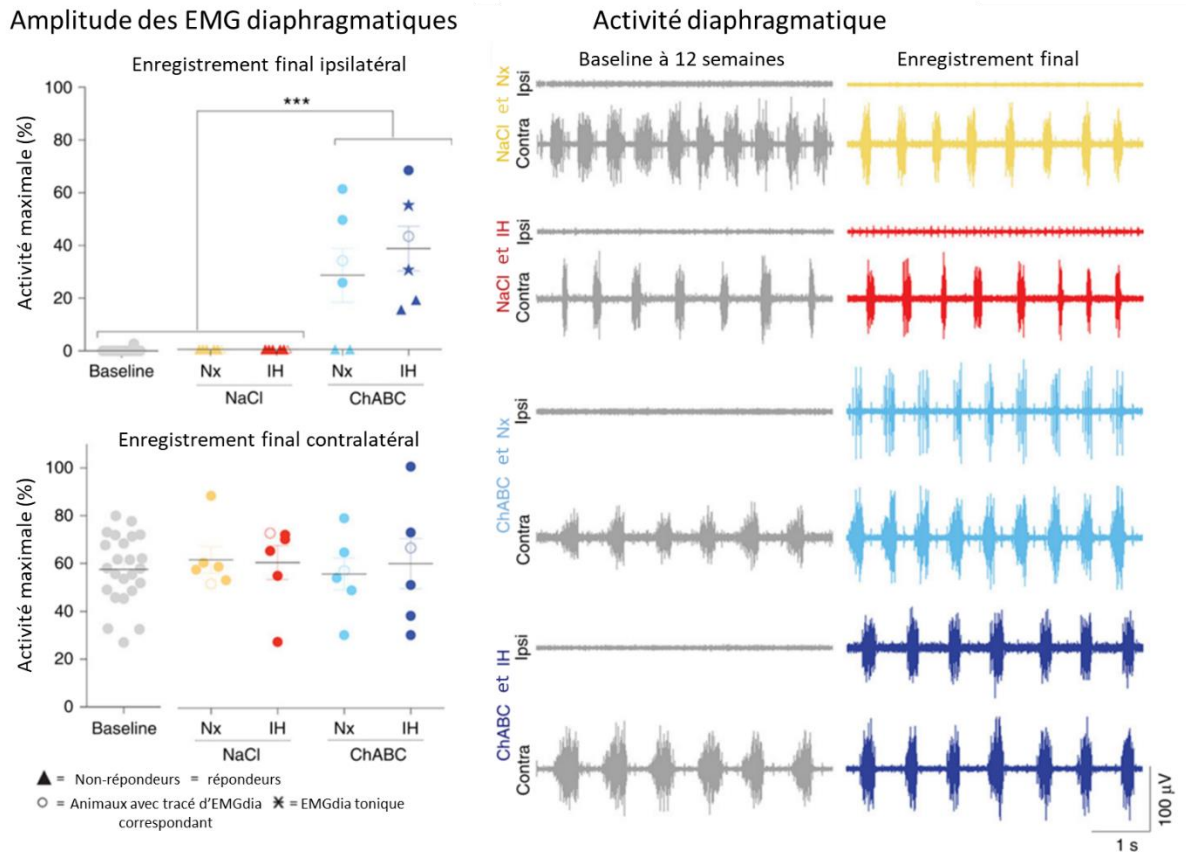 Amplitude des EMG diaphragmatiques
Enregistrement final ipsilatéral
Activité maximale (%)
100
80
60
40
20
0
***
Baseline
Nx
IH
Nx
IH
NaCl
ChABC
Enregistrement final contralatéral
Activité maximale (%)
100
80
60
40
20
0
Baseline
Nx
IH
Nx
IH
NaCl
ChABC
▲ = Non-répondeurs = répondeurs
○ = Animaux avec tracé d'EMGdia ✶ = EMGdia tonique
correspondant
Activité diaphragmatique
Baseline à 12 semaines
Enregistrement final
NaCl et Nx
Ipsi
Contra
NaCl et IH
Ipsi
Contra
ChABC et Nx
Ipsi
Contra
ChABC et IH
Ipsi
Contra
100 µV
1 s